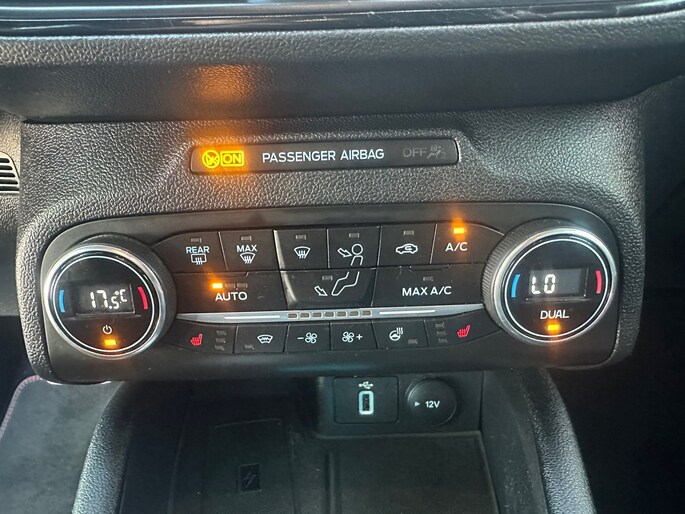 ON PASSENGER AIRBAG OFF
REAR MAX A/C
17.5°C AUTO MAX A/C LO
DUAL
- +
12V